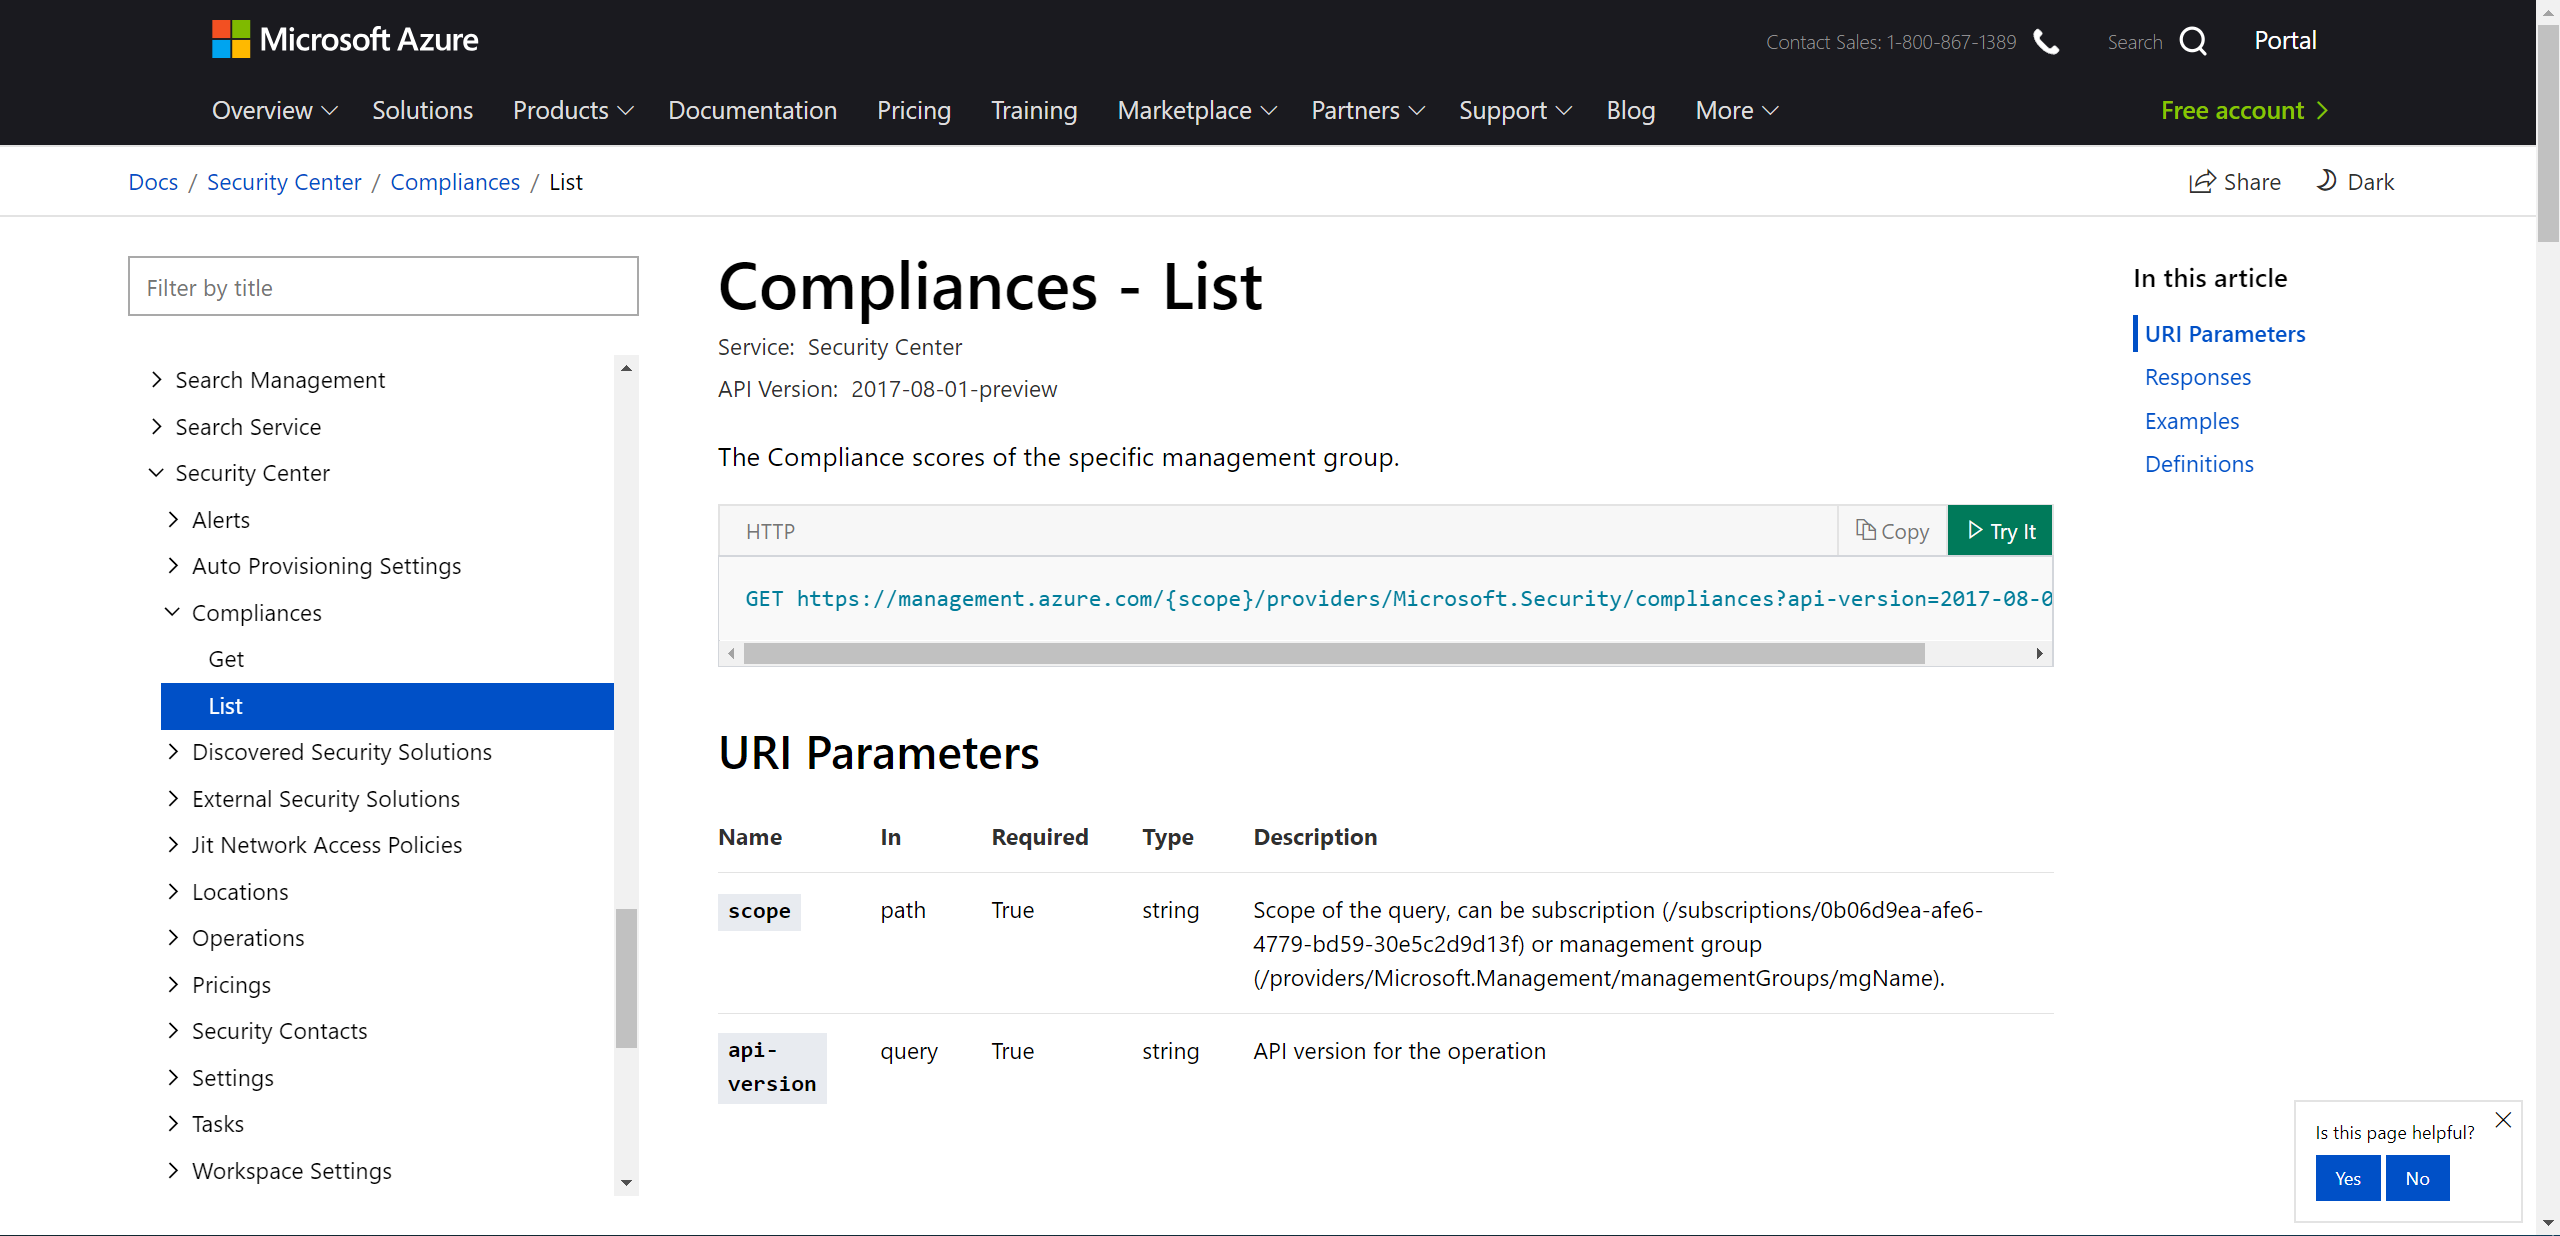 Microsoft Azure
Contact Sales: 1-800-867-1389
Search
Portal
Overview
Solutions
Products
Documentation
Pricing
Training
Marketplace
Partners
Support
Blog
More
Free account
Docs / Security Center / Compliances / List
Share
Dark
Filter by title
Search Management
Search Service
Security Center
Alerts
Auto Provisioning Settings
Compliances
Get
List
Discovered Security Solutions
External Security Solutions
Jit Network Access Policies
Locations
Operations
Pricings
Security Contacts
Settings
Tasks
Workspace Settings
Compliances - List
Service: Security Center
API Version: 2017-08-01-preview
The Compliance scores of the specific management group.
HTTP
Copy
Try It
GET https://management.azure.com/{scope}/providers/Microsoft.Security/compliances?api-version=2017-08-0
URI Parameters
Name In Required Type Description
scope path True string Scope of the query, can be subscription (/subscriptions/0b06d9ea-afe6-
4779-bd59-30e5c2d9d13f) or management group
(/providers/Microsoft.Management/managementGroups/mgName).
api-
version query True string API version for the operation
In this article
URI Parameters
Responses
Examples
Definitions
Is this page helpful?
Yes
No